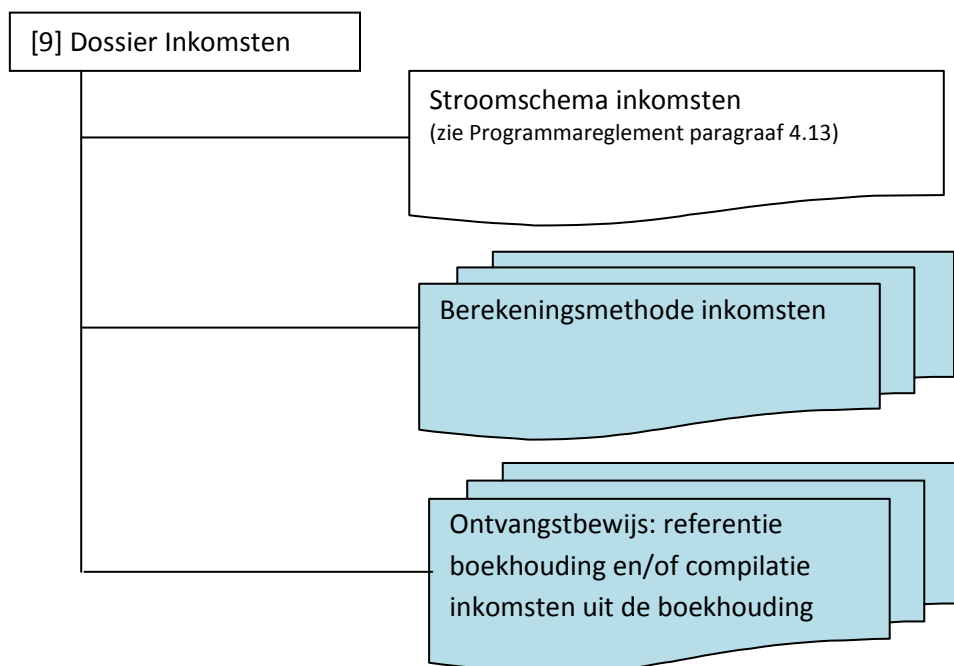 [9] Dossier Inkomsten
Stroomschema inkomsten
(zie Programmareglement paragraaf 4.13)
Berekeningsmethode inkomsten
Ontvangstbewijs: referentie
boekhouding en/of compilatie
inkomsten uit de boekhouding